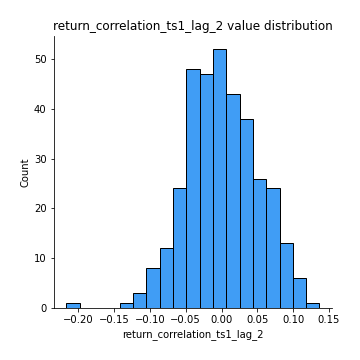 return_correlation_ts1_lag_2 value distribution
50
40
30
20
10
0
Count
−0.20 −0.15 −0.10 −0.05 0.00 0.05 0.10 0.15
return_correlation_ts1_lag_2